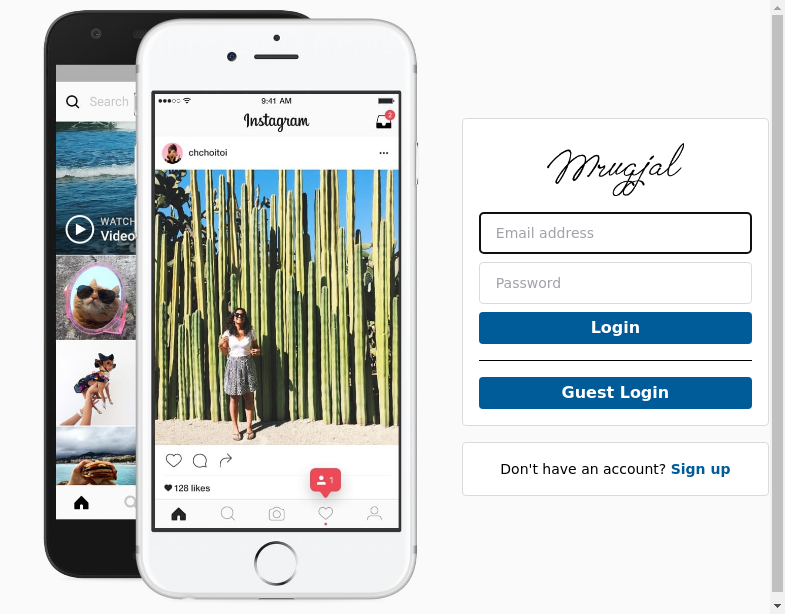 Search
WATCH
Video
9:41 AM
Instagram
2
chchoitoi
128 likes
1
Mrugjal
Email address
Password
Login
Guest Login
Don't have an account? Sign up